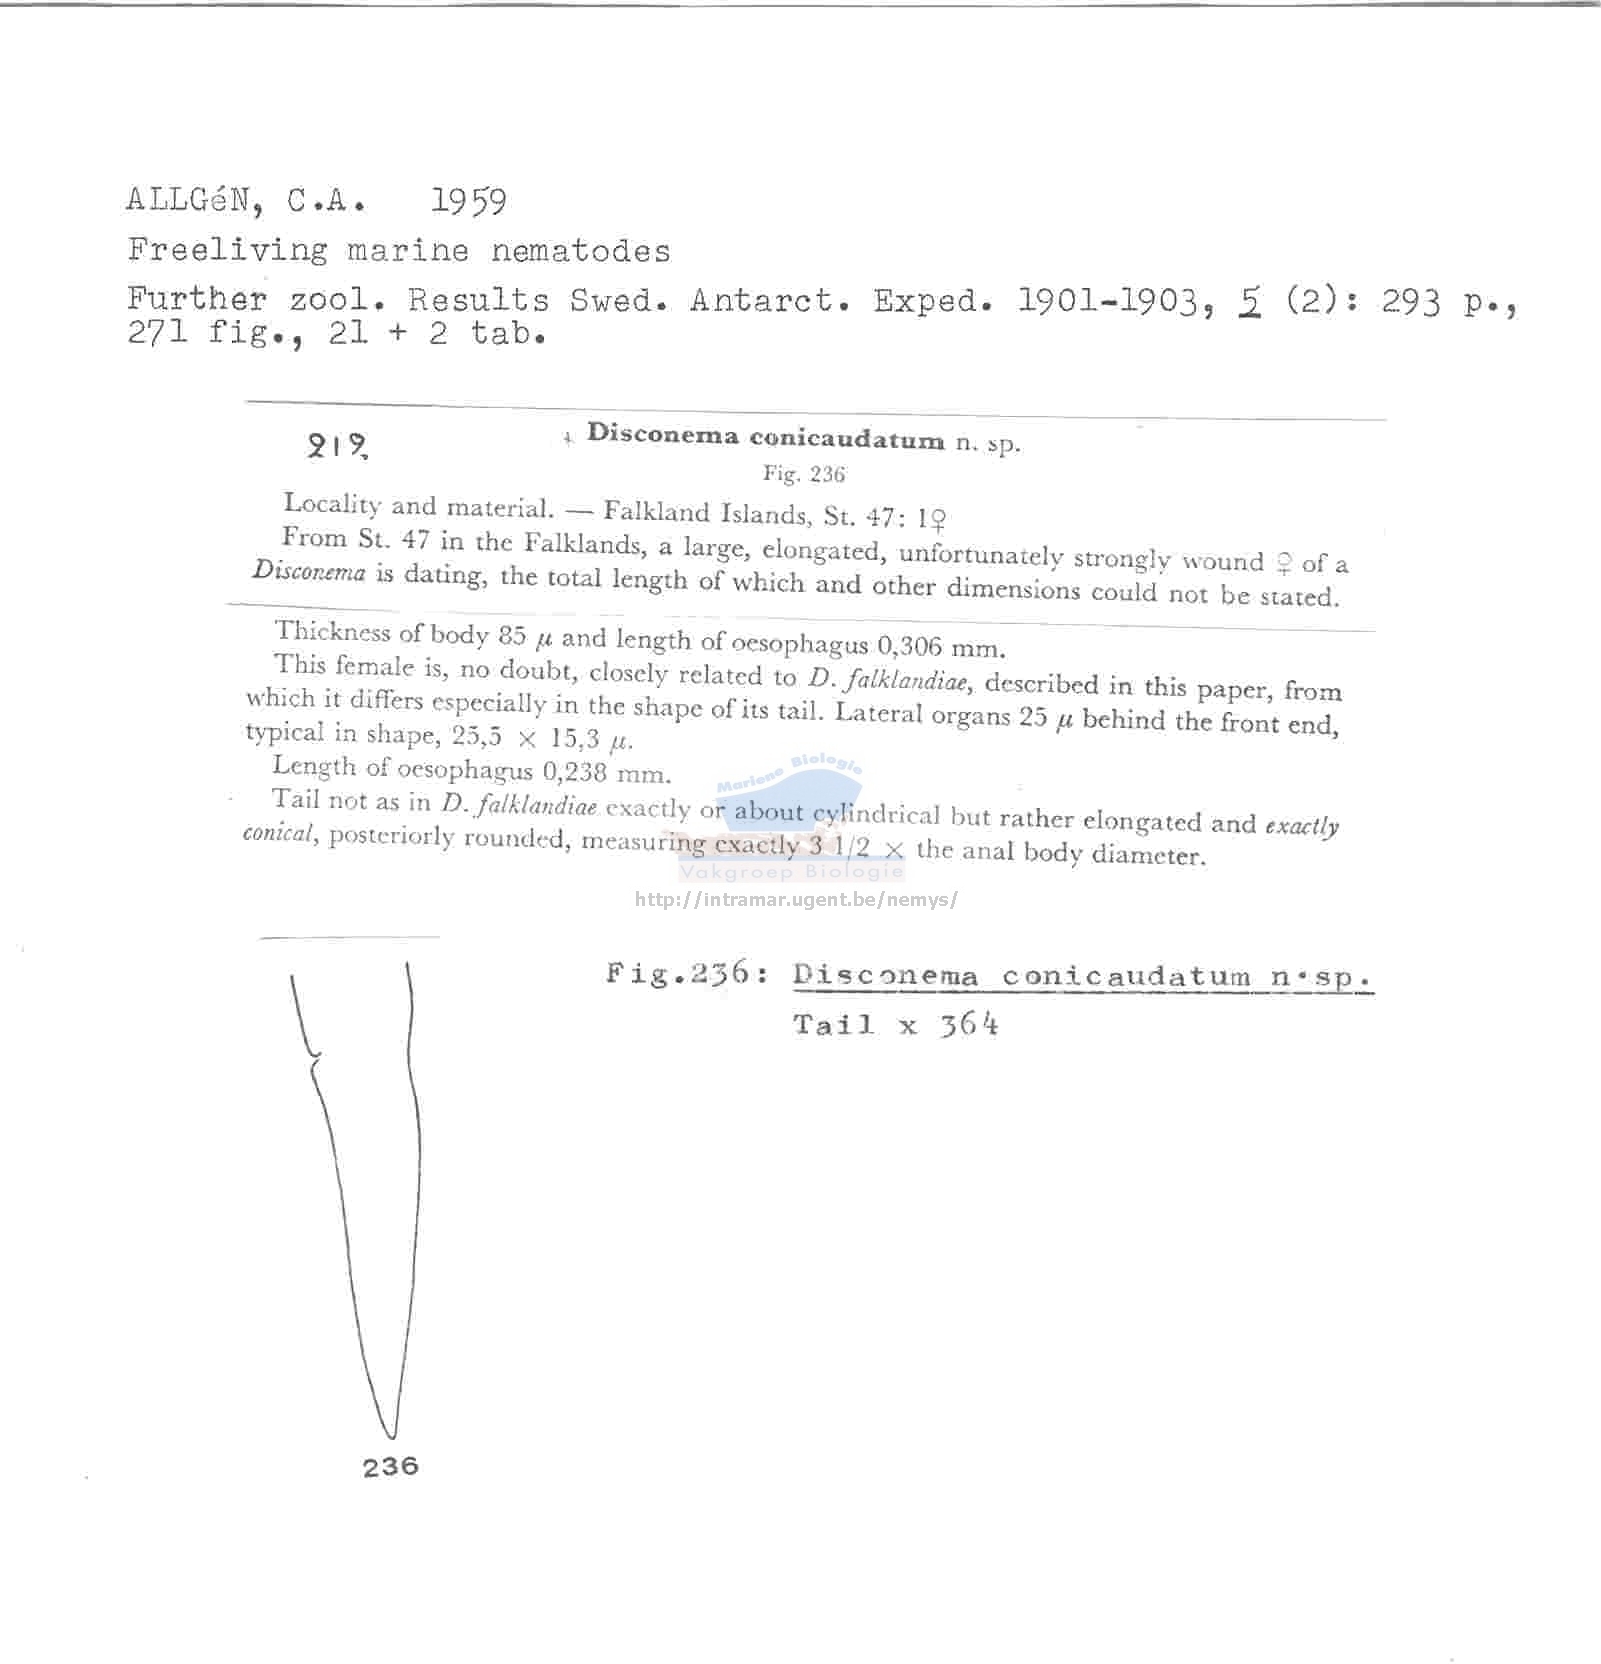 ALLGéN, C.A. 1959
Freeliving marine nematodes
Further zool. Results Swed. Antarct. Exped. 1901-1903, 5 (2): 293 p.,
271 fig., 21 + 2 tab.
212.
Disconema conicaudatum n. sp.
Fig. 236
Locality and material. — Falkland Islands, St. 47: 1♀
From St. 47 in the Falklands, a large, elongated, unfortunately strongly wound ♀ of a
Disconema is dating, the total length of which and other dimensions could not be stated.
Thickness of body 85 μ and length of oesophagus 0,306 mm.
This female is, no doubt, closely related to D. falklandiae, described in this paper, from
which it differs especially in the shape of its tail. Lateral organs 25 μ behind the front end,
typical in shape, 25,5 × 15,3 μ.
Length of oesophagus 0,238 mm.
Tail not as in D. falklandiae exactly or about cylindrical but rather elongated and exactly
conical, posteriorly rounded, measuring exactly 3 1/2 × the anal body diameter.
Mariene Biologie
Vakgroep Biologie
http://intramar.ugent.be/nemys/
Fig.236: Disconema conicaudatum n.sp.
Tail x 364
236